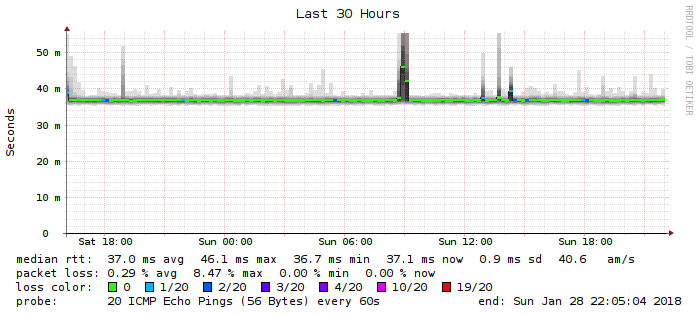 Last 30 Hours
RRDTOOL / TOBI OETIKER
Seconds
50 m
40 m
30 m
20 m
10 m
0
Sat 18:00 Sun 00:00 Sun 06:00 Sun 12:00 Sun 18:00
median rtt: 37.0 ms avg 46.1 ms max 36.7 ms min 37.1 ms now 0.9 ms sd 40.6 am/s
packet loss: 0.29 % avg 8.47 % max 0.00 % min 0.00 % now
loss color: 0 1/20 2/20 3/20 4/20 10/20 19/20
probe: 20 ICMP Echo Pings (56 Bytes) every 60s end: Sun Jan 28 22:05:04 2018